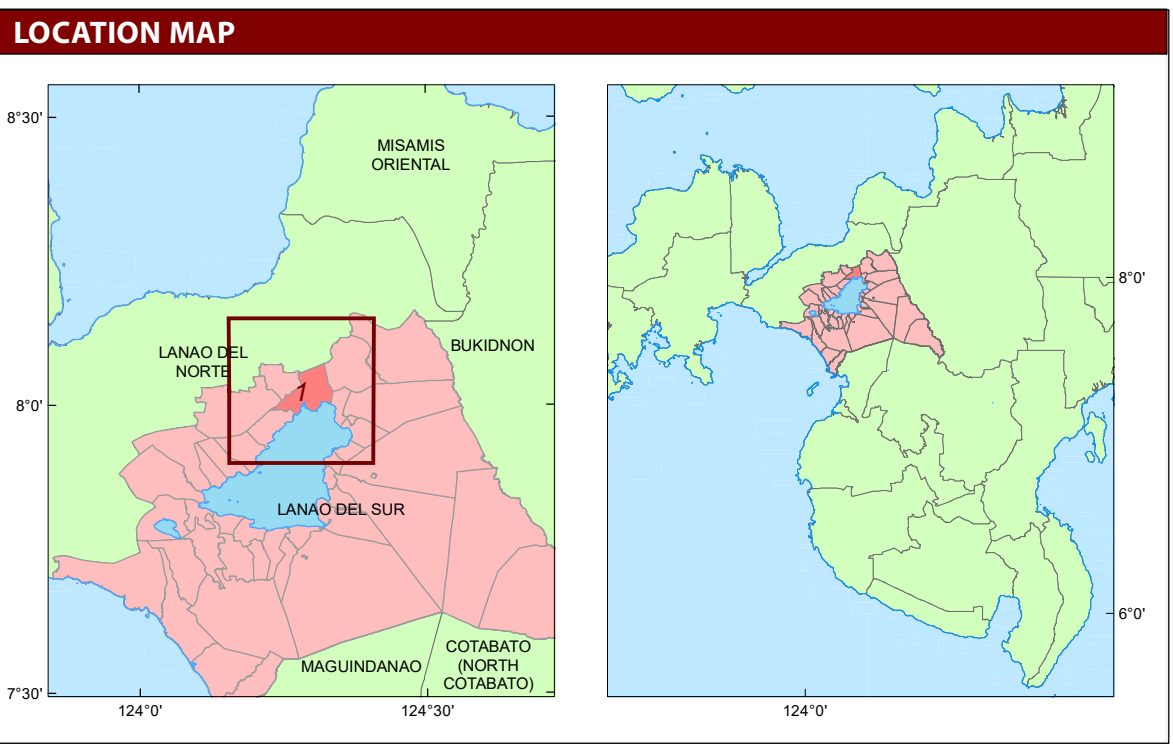 LOCATION MAP
8°30'
MISAMIS
ORIENTAL
LANAO DEL
NORTE
BUKIDNON
8°0'
1
LANAO DEL SUR
MAGUINDANAO
COTABATO
(NORTH
COTABATO)
7°30'
124°0'
124°30'
8°0'
6°0'
124°0'